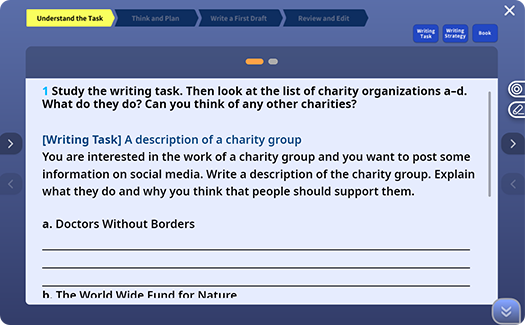 Understand the Task
Think and Plan
Write a First Draft
Review and Edit
Writing
Task
Writing
Strategy
Book
1 Study the writing task. Then look at the list of charity organizations a–d.
What do they do? Can you think of any other charities?
[Writing Task] A description of a charity group
You are interested in the work of a charity group and you want to post some
information on social media. Write a description of the charity group. Explain
what they do and why you think that people should support them.
a. Doctors Without Borders
b. The World Wide Fund for Nature